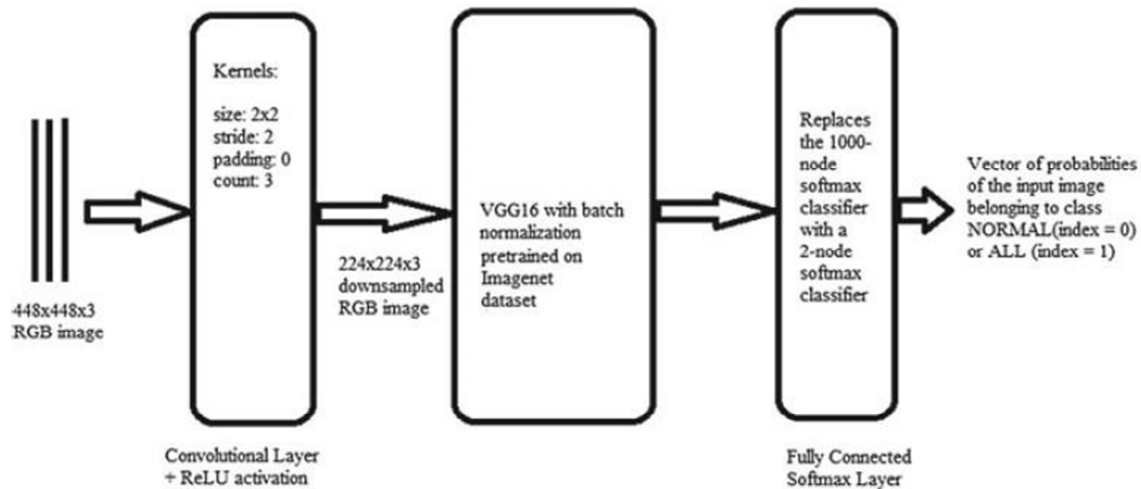 448x448x3
RGB image
Kernels:
size: 2x2
stride: 2
padding: 0
count: 3
Convolutional Layer
+ ReLU activation
224x224x3
downsampled
RGB image
VGG16 with batch
normalization
pretrained on
Imagenet
dataset
Replaces
the 1000-
node
softmax
classifier
with a
2-node
softmax
classifier
Fully Connected
Softmax Layer
Vector of probabilities
of the input image
belonging to class
NORMAL(index = 0)
or ALL (index = 1)